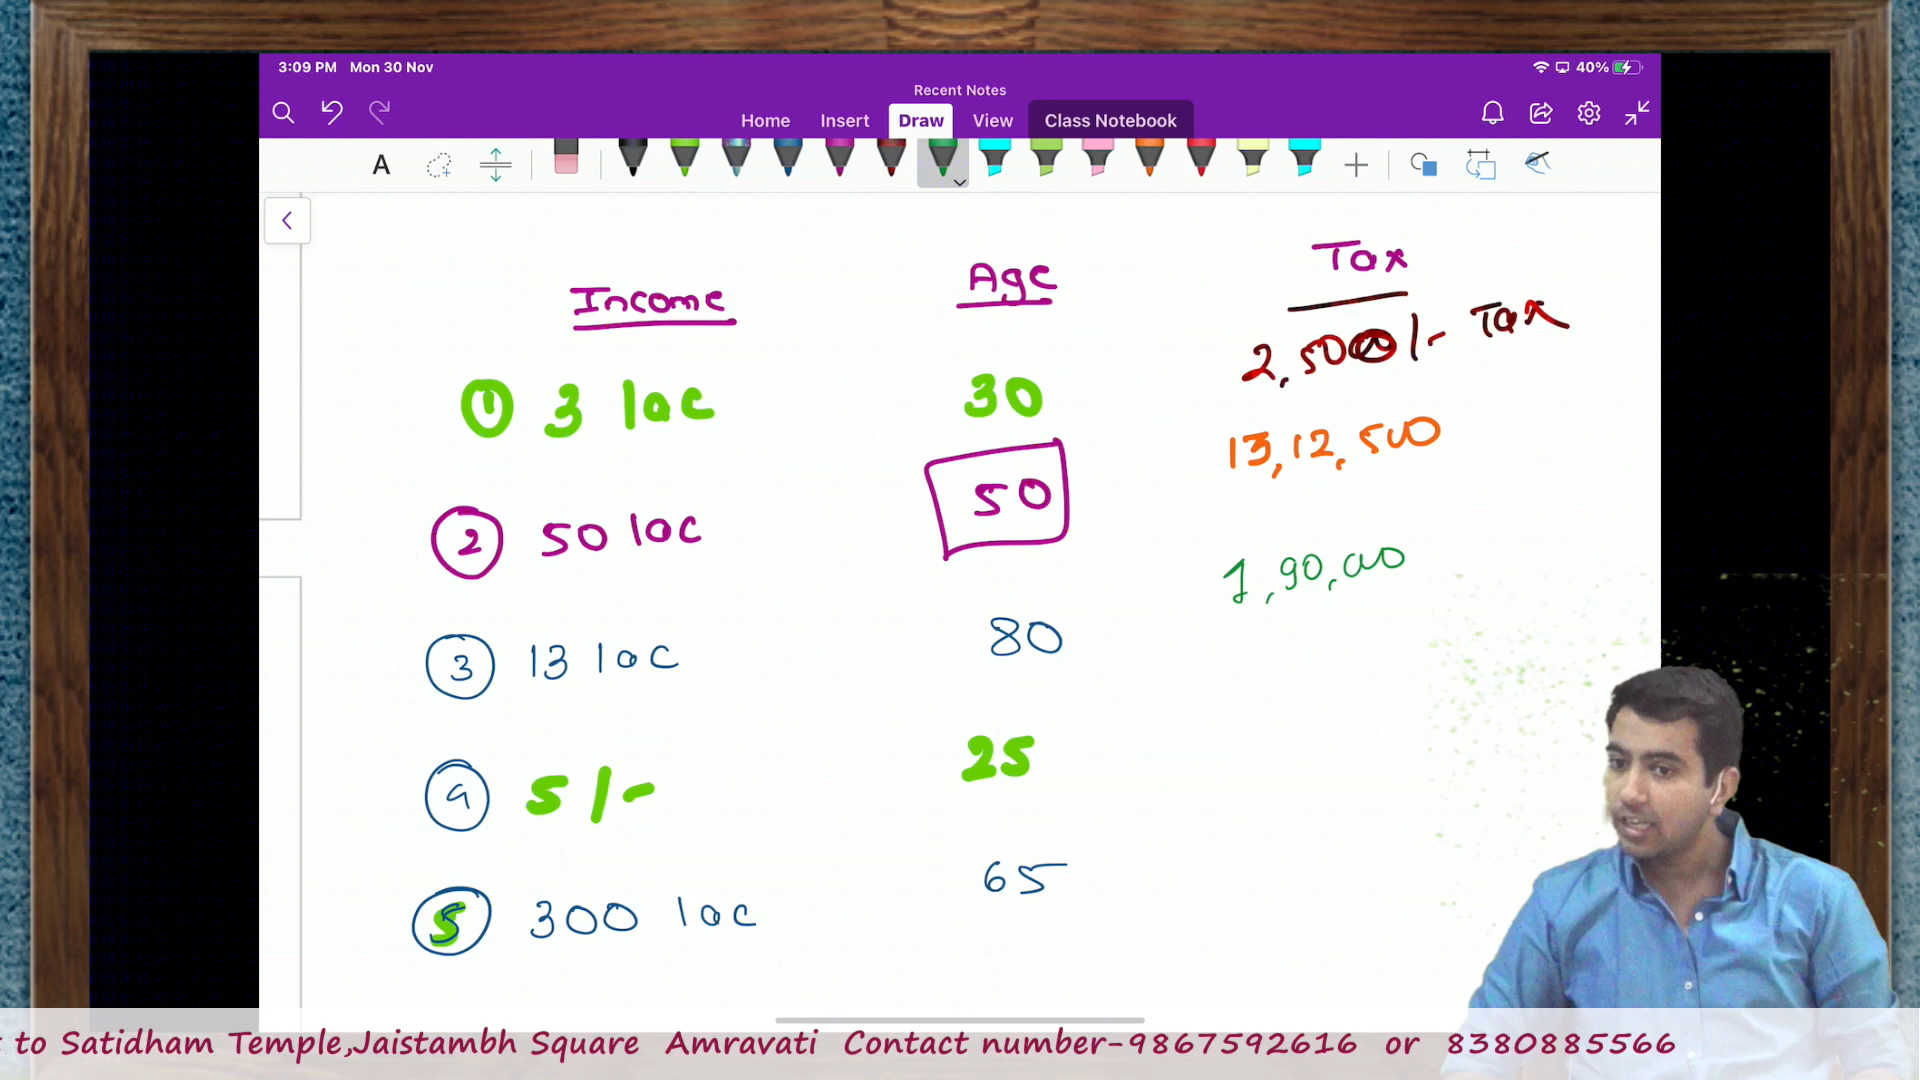 3:09 PM Mon 30 Nov
40%
Recent Notes
Home Insert Draw View Class Notebook
A
Income Age Tax
2,500/- Tax
① 3 lac 30
13,12,500
② 50 lac 50
1,90,000
③ 13 lac 80
④ 5/- 25
⑤ 300 lac 65
to Satidham Temple,Jaistambh Square Amravati Contact number-9867592616 or 8380885566